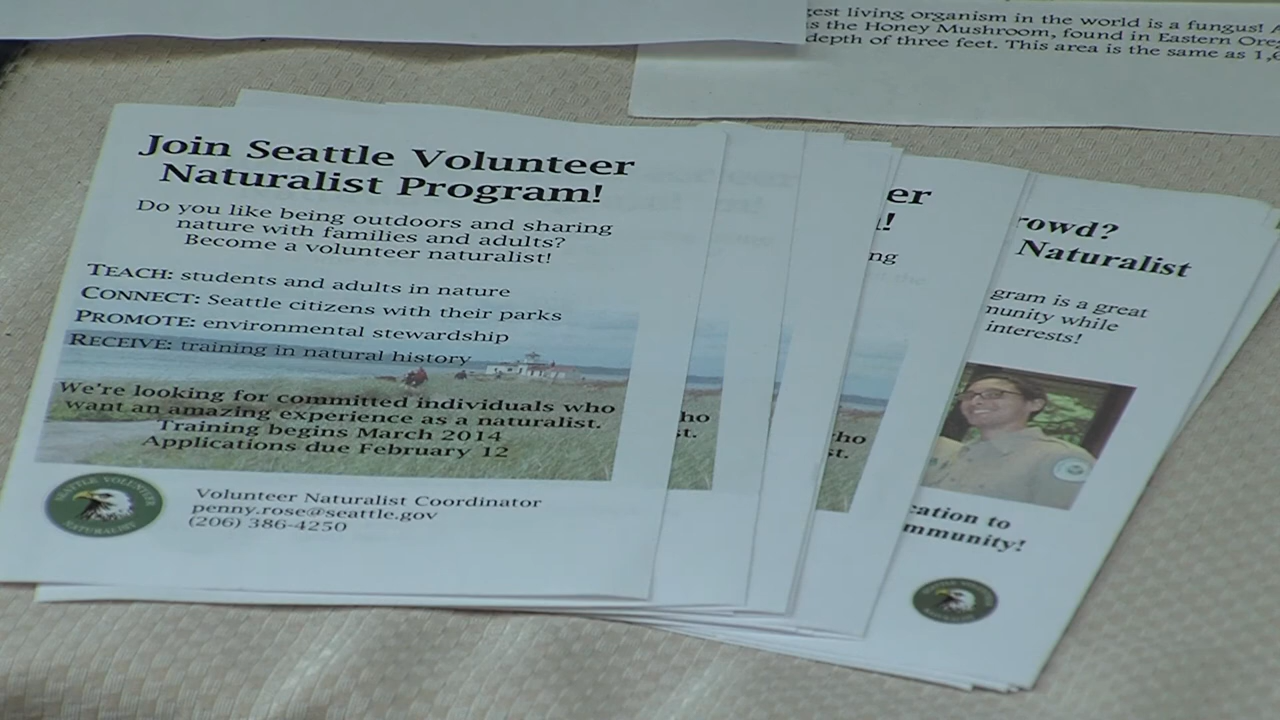 gest living organism in the world is a fungus! A
s the Honey Mushroom, found in Eastern Ore
depth of three feet. This area is the same as 1,6
Join Seattle Volunteer
Naturalist Program!
Do you like being outdoors and sharing
nature with families and adults?
Become a volunteer naturalist!
TEACH: students and adults in nature
CONNECT: Seattle citizens with their parks
PROMOTE: environmental stewardship
RECEIVE: training in natural history
We're looking for committed individuals who
want an amazing experience as a naturalist.
Training begins March 2014
Applications due February 12
SEATTLE VOLUNTEER
NATURALIST
Volunteer Naturalist Coordinator
penny.rose@seattle.gov
(206) 386-4250
ho
st.
er
!
ng
ho
st.
rowd?
Naturalist
gram is a great
munity while
interests!
cation to
mmunity!